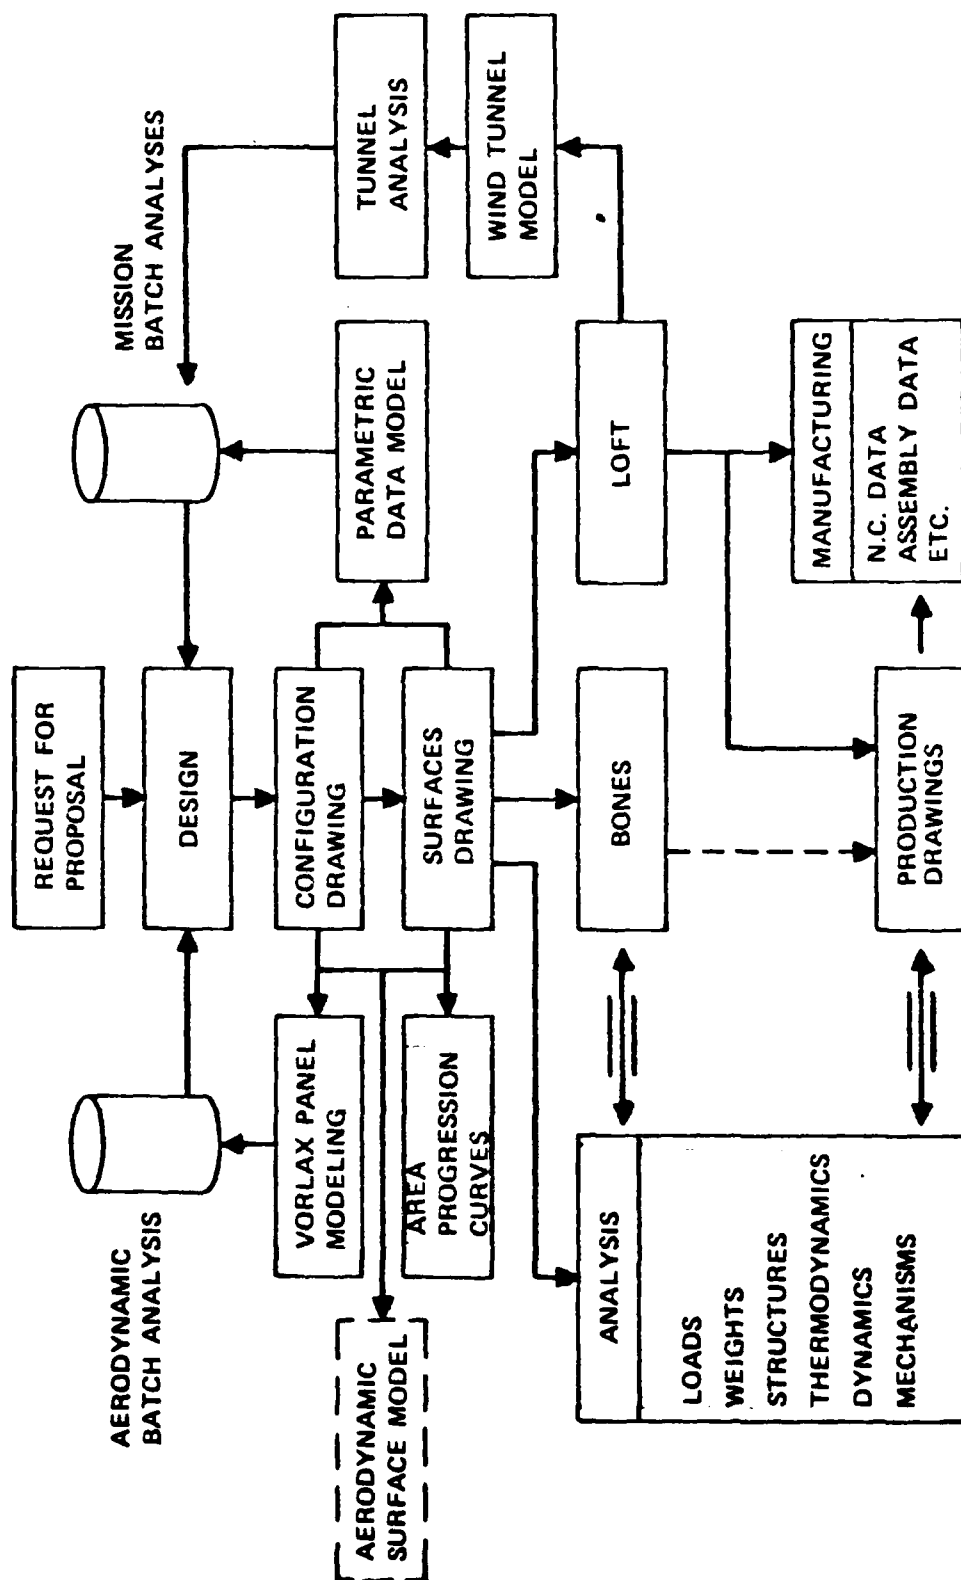 REQUEST FOR
PROPOSAL
AERODYNAMIC
BATCH ANALYSIS
MISSION
BATCH ANALYSES
DESIGN
VORLAX PANEL
MODELING
CONFIGURATION
DRAWING
PARAMETRIC
DATA MODEL
TUNNEL
ANALYSIS
AERODYNAMIC
SURFACE MODEL
AREA
PROGRESSION
CURVES
SURFACES
DRAWING
WIND TUNNEL
MODEL
ANALYSIS
LOADS
WEIGHTS
STRUCTURES
THERMODYNAMICS
DYNAMICS
MECHANISMS
BONES
LOFT
PRODUCTION
DRAWINGS
MANUFACTURING
N.C. DATA
ASSEMBLY DATA
ETC.